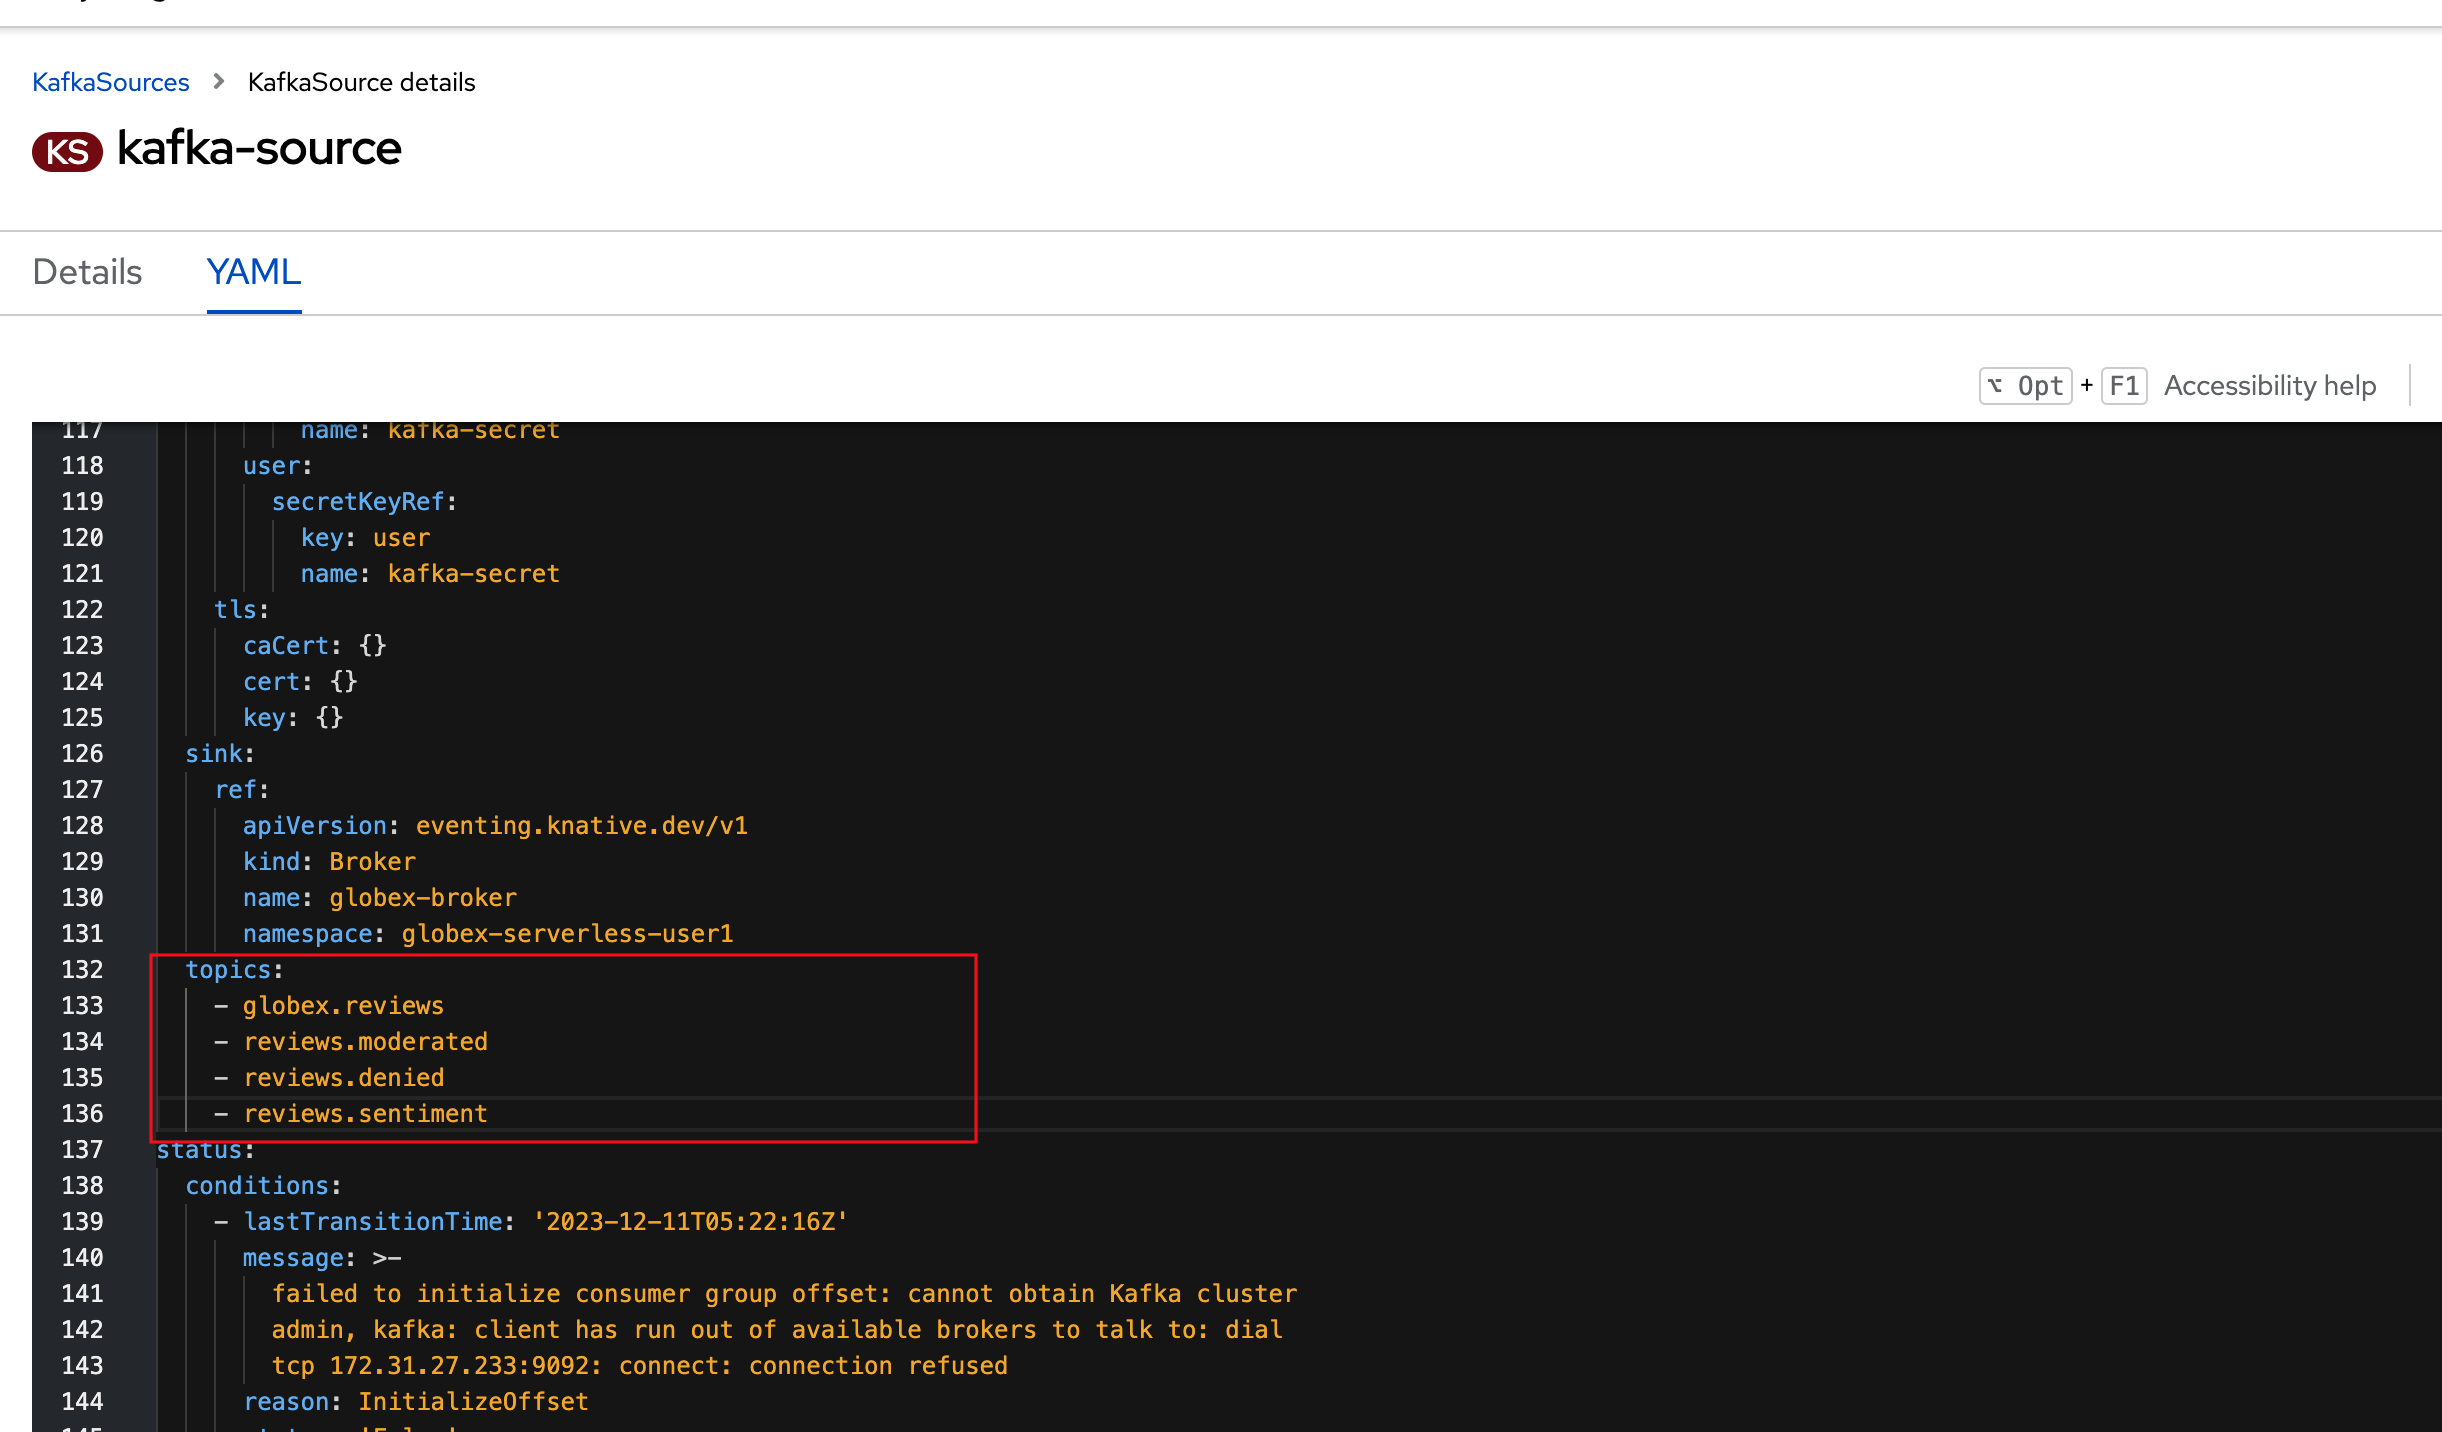 KafkaSources > KafkaSource details
KS kafka-source
Details YAML
⌥ Opt + F1 Accessibility help
117 name: kafka-secret
118 user:
119 secretKeyRef:
120 key: user
121 name: kafka-secret
122 tls:
123 caCert: {}
124 cert: {}
125 key: {}
126 sink:
127 ref:
128 apiVersion: eventing.knative.dev/v1
129 kind: Broker
130 name: globex-broker
131 namespace: globex-serverless-user1
132 topics:
133 - globex.reviews
134 - reviews.moderated
135 - reviews.denied
136 - reviews.sentiment
137 status:
138 conditions:
139 - lastTransitionTime: '2023-12-11T05:22:16Z'
140 message: >-
141 failed to initialize consumer group offset: cannot obtain Kafka cluster
142 admin, kafka: client has run out of available brokers to talk to: dial
143 tcp 172.31.27.233:9092: connect: connection refused
144 reason: InitializeOffset